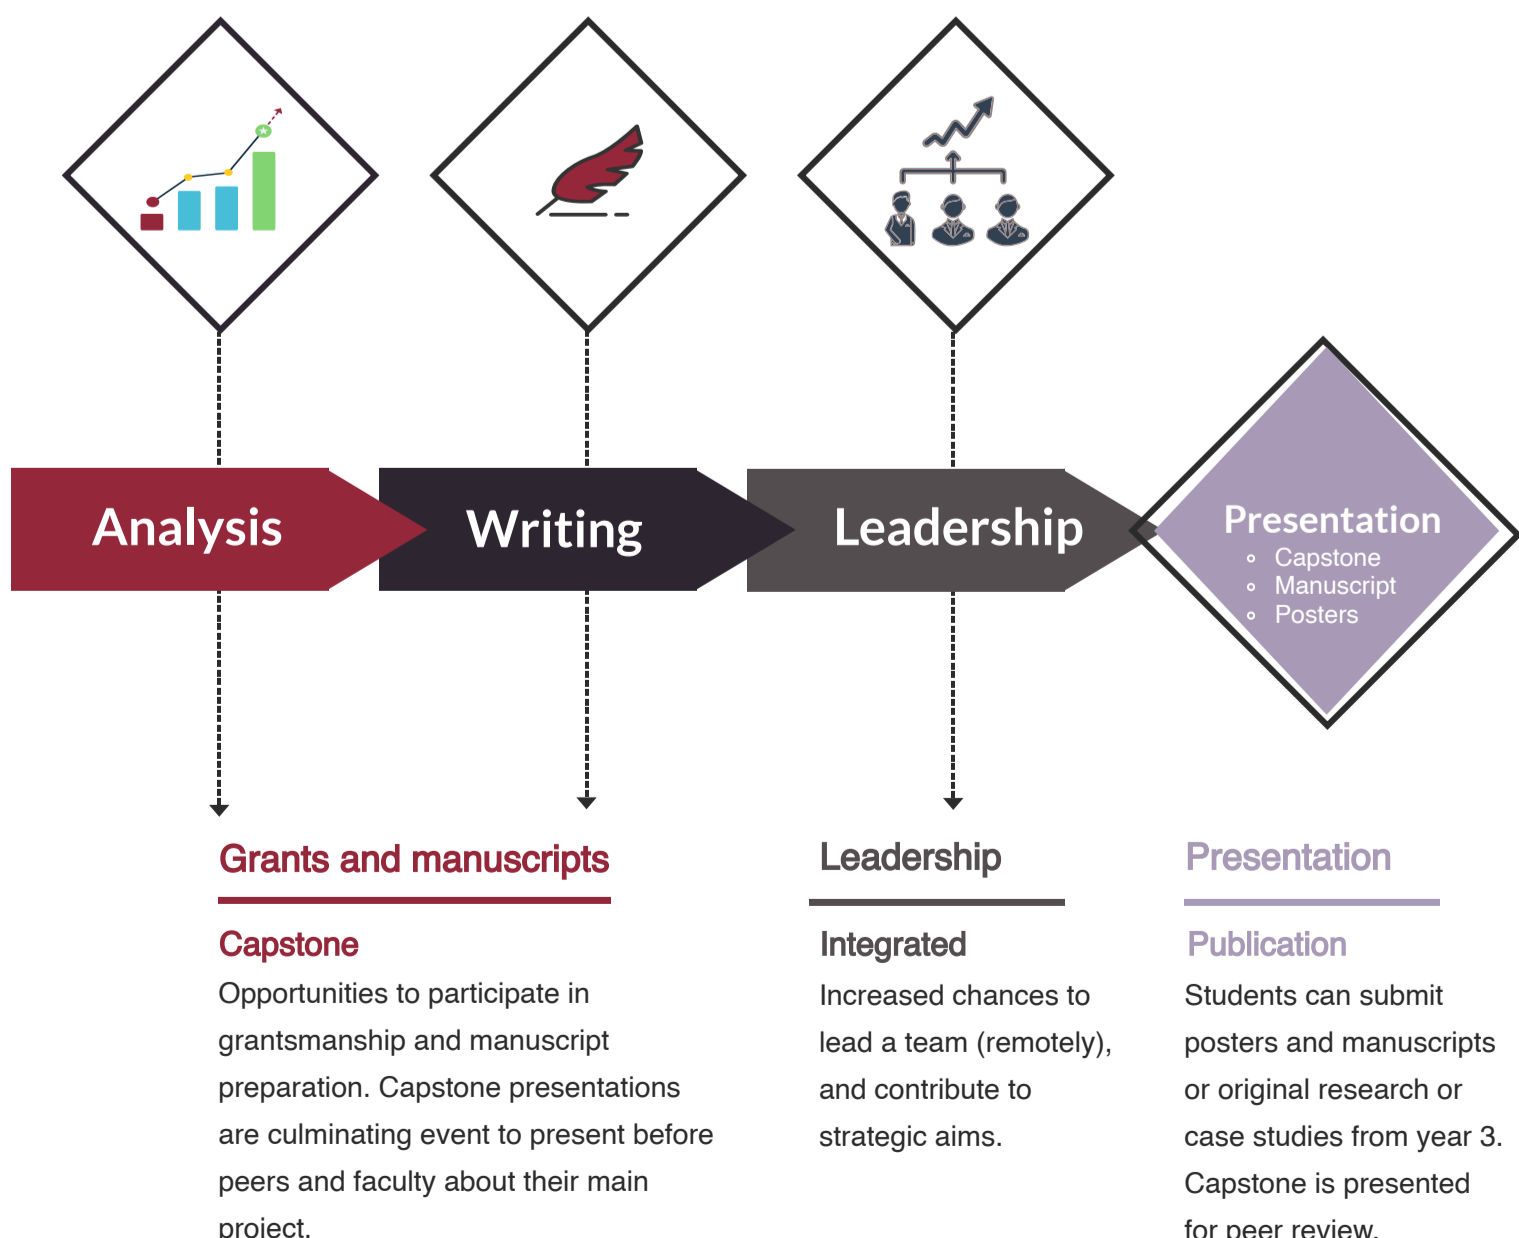 Analysis
Writing
Leadership
Presentation
Capstone
Manuscript
Posters
Grants and manuscripts
Capstone
Opportunities to participate in
grantsmanship and manuscript
preparation. Capstone presentations
are culminating event to present before
peers and faculty about their main
project.
Leadership
Integrated
Increased chances to
lead a team (remotely),
and contribute to
strategic aims.
Presentation
Publication
Students can submit
posters and manuscripts
or original research or
case studies from year 3.
Capstone is presented
for peer review.